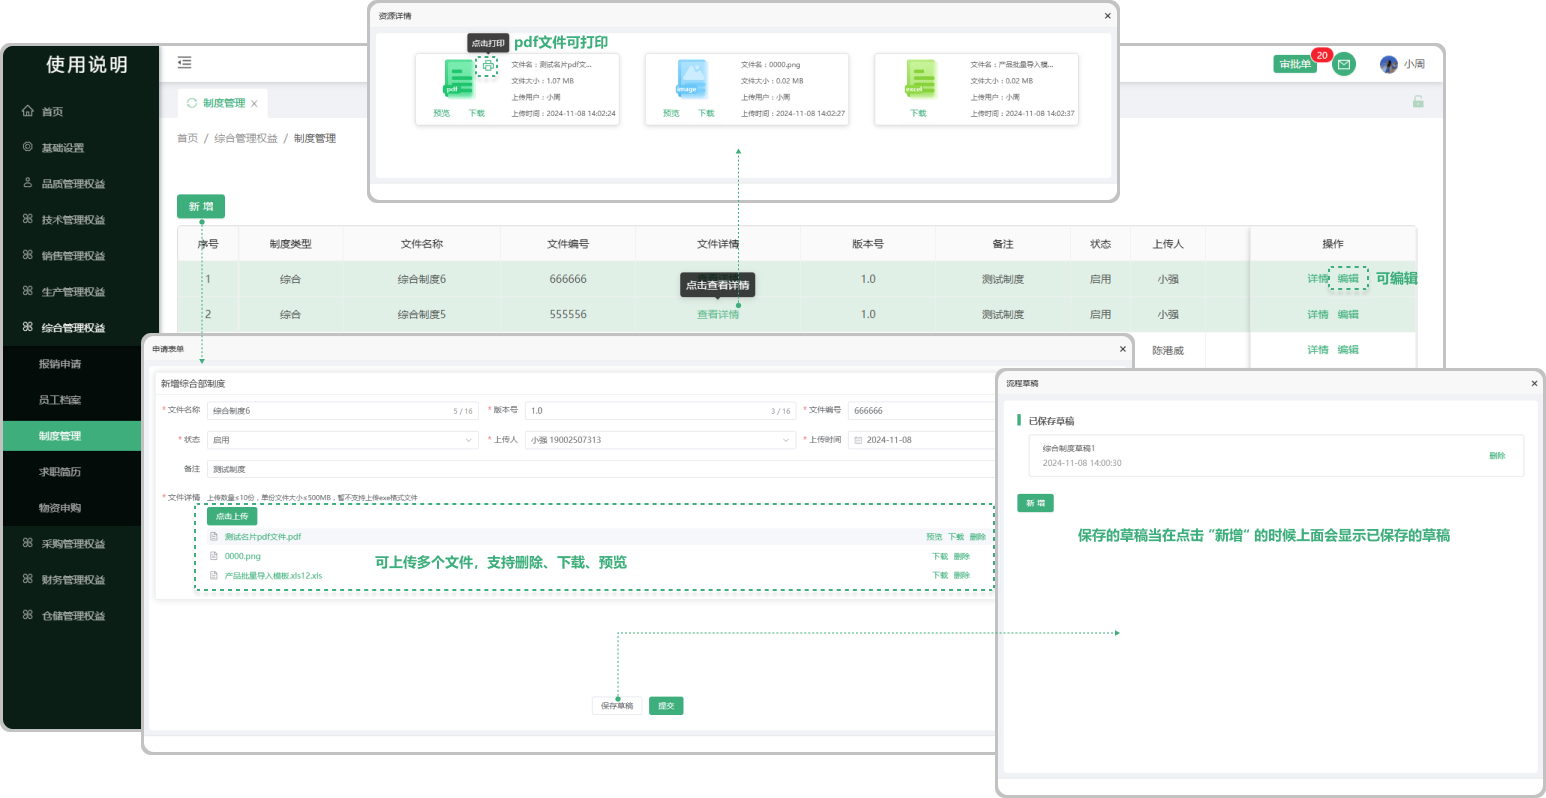 资源详情
×
点击打印
pdf文件可打印
pdf
文件名：测试名片pdf文...
文件大小：1.07 MB
上传用户：小周
上传时间：2024-11-08 14:02:24
预览 下载
image
文件名：0000.png
文件大小：0.02 MB
上传用户：小周
上传时间：2024-11-08 14:02:27
预览 下载
excel
文件名：产品批量导入模...
文件大小：0.02 MB
上传用户：小周
上传时间：2024-11-08 14:02:37
下载
使用说明
首页
基础设置
品质管理权益
技术管理权益
销售管理权益
生产管理权益
综合管理权益
报销申请
员工档案
制度管理
求职简历
物资申购
采购管理权益
财务管理权益
仓储管理权益
审批单
20
小周
制度管理 ×
首页 / 综合管理权益 / 制度管理
新 增
序号 制度类型 文件名称 文件编号 文件详情 版本号 备注 状态 上传人 操作
1 综合 综合制度6 666666 1.0 测试制度 启用 小强 详情 编辑
可编辑
点击查看详情
2 综合 综合制度5 555556 查看详情 1.0 测试制度 启用 小强 详情 编辑
陈港威 详情 编辑
申请表单
×
新增综合部制度
* 文件名称 综合制度6 5 / 16 * 版本号 1.0 3 / 16 * 文件编号 666666
* 状态 启用 * 上传人 小强 19002507313 * 上传时间 2024-11-08
备注 测试制度
* 文件详情 上传数量≤10份，单份文件大小≤500MB，暂不支持上传exe格式文件
点击上传
测试名片pdf文件.pdf 预览 下载 删除
0000.png 下载 删除
产品批量导入模板.xls12.xls 下载 删除
可上传多个文件，支持删除、下载、预览
保存草稿 提交
流程草稿
×
已保存草稿
综合制度草稿1
2024-11-08 14:00:30
删除
新 增
保存的草稿当在点击 “新增” 的时候上面会显示已保存的草稿